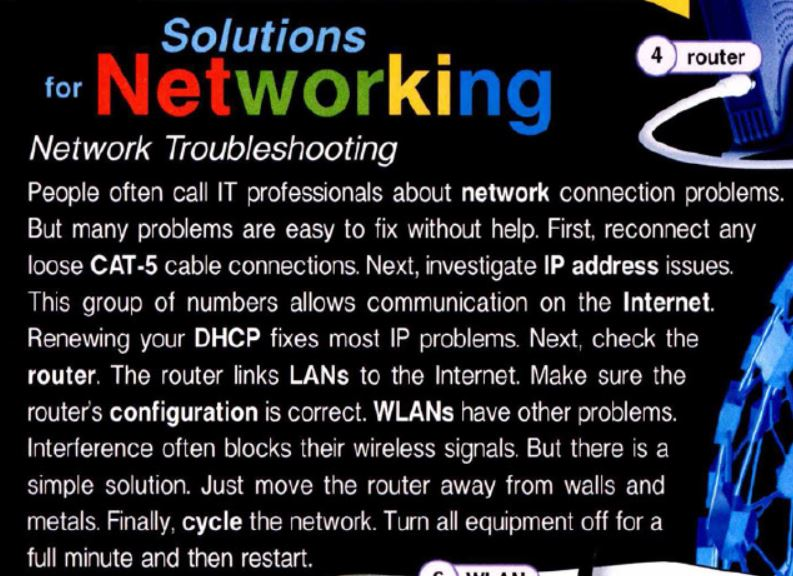 Solutions
for Networking
4 router
Network Troubleshooting
People often call IT professionals about network connection problems.
But many problems are easy to fix without help. First, reconnect any
loose CAT-5 cable connections. Next, investigate IP address issues.
This group of numbers allows communication on the Internet.
Renewing your DHCP fixes most IP problems. Next, check the
router. The router links LANs to the Internet. Make sure the
router's configuration is correct. WLANs have other problems.
Interference often blocks their wireless signals. But there is a
simple solution. Just move the router away from walls and
metals. Finally, cycle the network. Turn all equipment off for a
full minute and then restart.
6 WLAN